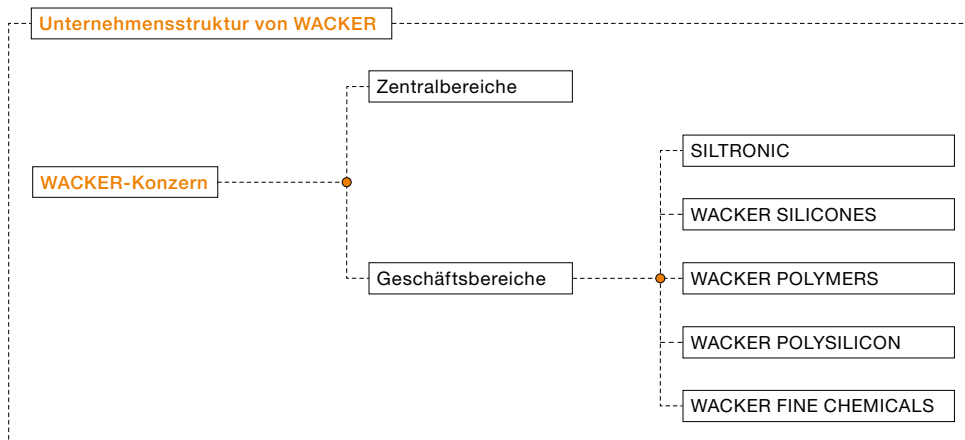 Unternehmensstruktur von WACKER
Zentralbereiche
WACKER-Konzern
Geschäftsbereiche
SILTRONIC
WACKER SILICONES
WACKER POLYMERS
WACKER POLYSILICON
WACKER FINE CHEMICALS